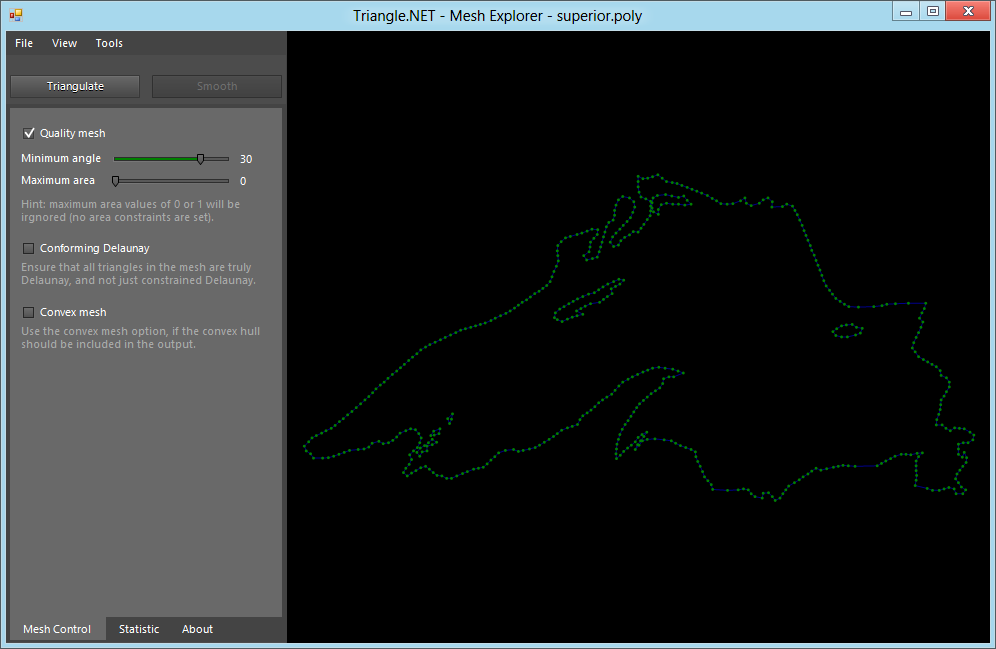 Triangle.NET - Mesh Explorer - superior.poly
File View Tools
Triangulate Smooth
Quality mesh
Minimum angle 30
Maximum area 0
Hint: maximum area values of 0 or 1 will be
irgnored (no area constraints are set).
Conforming Delaunay
Ensure that all triangles in the mesh are truly
Delaunay, and not just constrained Delaunay.
Convex mesh
Use the convex mesh option, if the convex hull
should be included in the output.
Mesh Control Statistic About